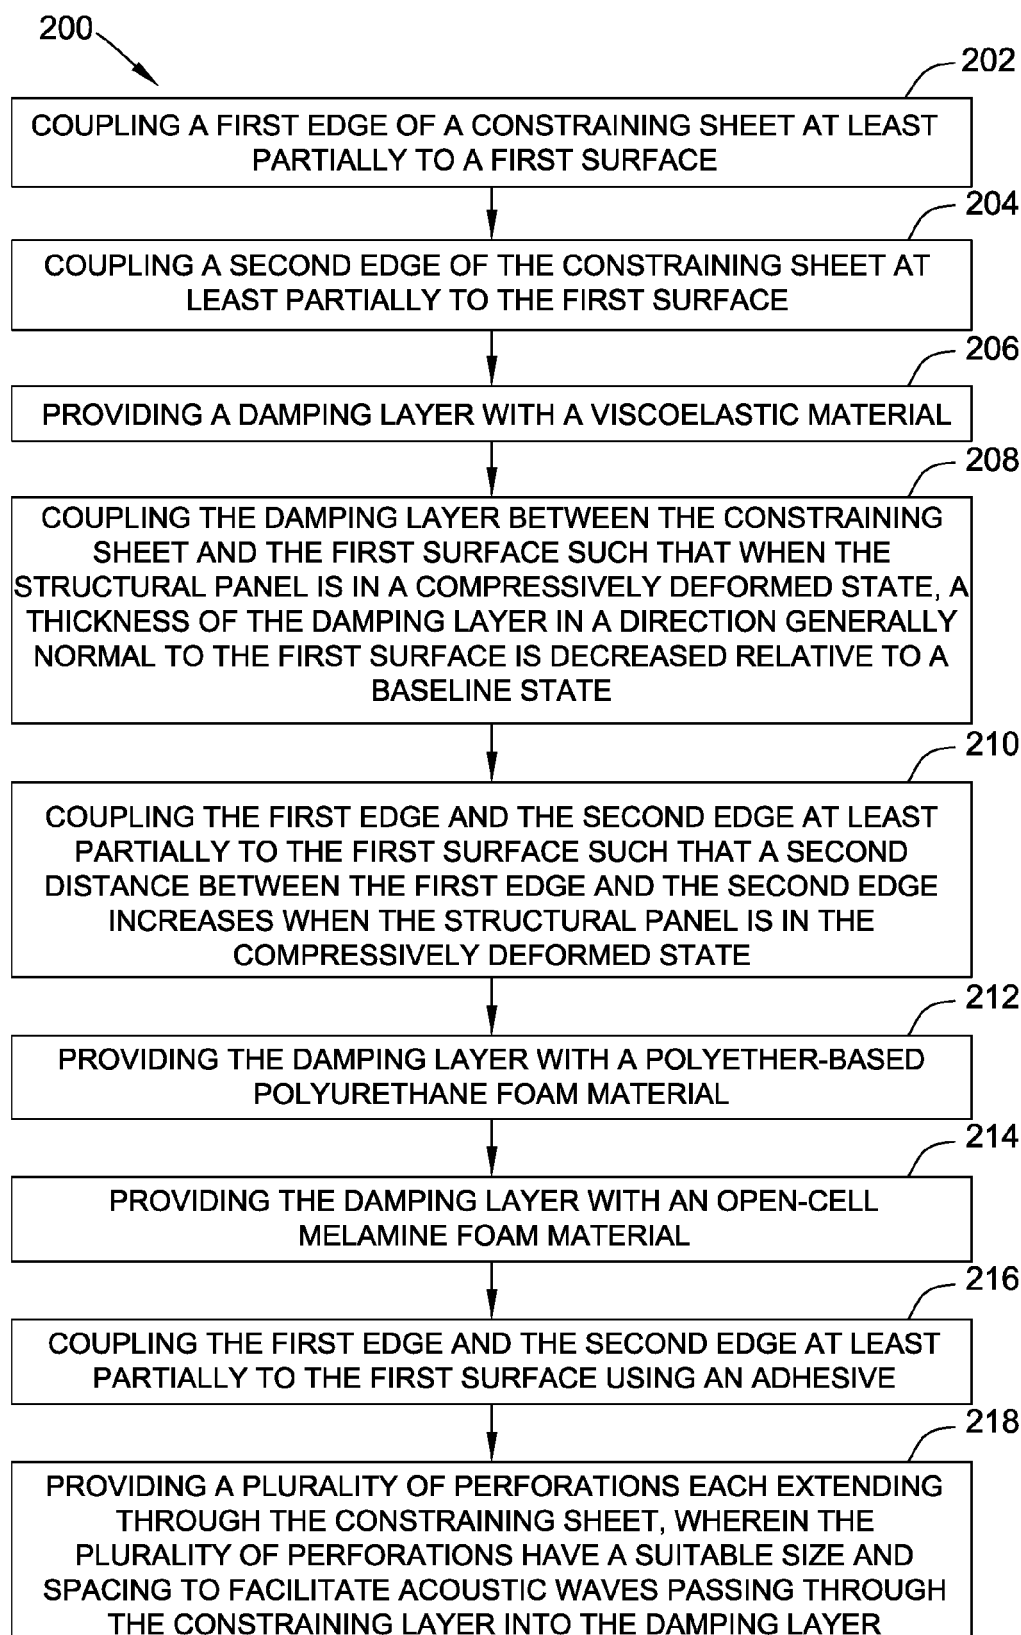 200
202
COUPLING A FIRST EDGE OF A CONSTRAINING SHEET AT LEAST
PARTIALLY TO A FIRST SURFACE
204
COUPLING A SECOND EDGE OF THE CONSTRAINING SHEET AT
LEAST PARTIALLY TO THE FIRST SURFACE
206
PROVIDING A DAMPING LAYER WITH A VISCOELASTIC MATERIAL
208
COUPLING THE DAMPING LAYER BETWEEN THE CONSTRAINING
SHEET AND THE FIRST SURFACE SUCH THAT WHEN THE
STRUCTURAL PANEL IS IN A COMPRESSIVELY DEFORMED STATE, A
THICKNESS OF THE DAMPING LAYER IN A DIRECTION GENERALLY
NORMAL TO THE FIRST SURFACE IS DECREASED RELATIVE TO A
BASELINE STATE
210
COUPLING THE FIRST EDGE AND THE SECOND EDGE AT LEAST
PARTIALLY TO THE FIRST SURFACE SUCH THAT A SECOND
DISTANCE BETWEEN THE FIRST EDGE AND THE SECOND EDGE
INCREASES WHEN THE STRUCTURAL PANEL IS IN THE
COMPRESSIVELY DEFORMED STATE
212
PROVIDING THE DAMPING LAYER WITH A POLYETHER-BASED
POLYURETHANE FOAM MATERIAL
214
PROVIDING THE DAMPING LAYER WITH AN OPEN-CELL
MELAMINE FOAM MATERIAL
216
COUPLING THE FIRST EDGE AND THE SECOND EDGE AT LEAST
PARTIALLY TO THE FIRST SURFACE USING AN ADHESIVE
218
PROVIDING A PLURALITY OF PERFORATIONS EACH EXTENDING
THROUGH THE CONSTRAINING SHEET, WHEREIN THE
PLURALITY OF PERFORATIONS HAVE A SUITABLE SIZE AND
SPACING TO FACILITATE ACOUSTIC WAVES PASSING THROUGH
THE CONSTRAINING LAYER INTO THE DAMPING LAYER